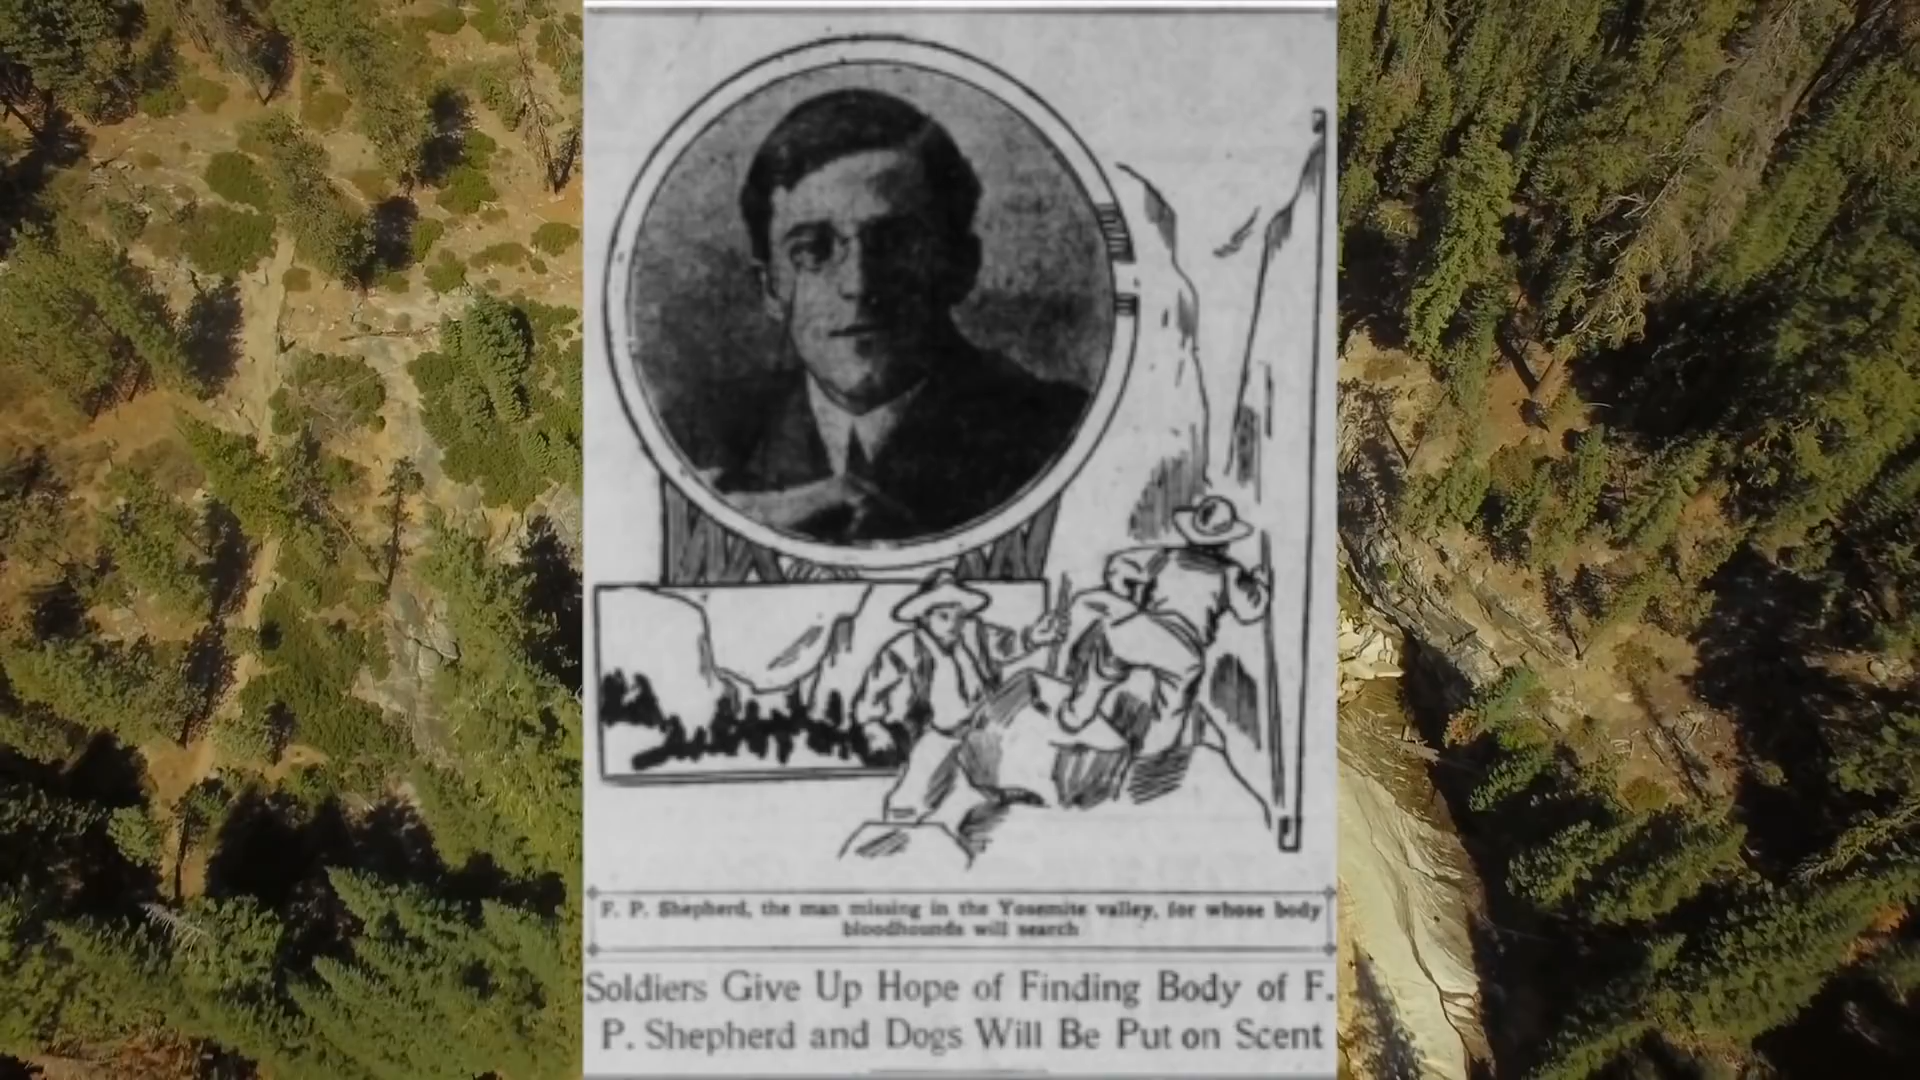 F. P. Shepherd, the man missing in the Yosemite valley, for whose body
bloodhounds will search
Soldiers Give Up Hope of Finding Body of F.
P. Shepherd and Dogs Will Be Put on Scent